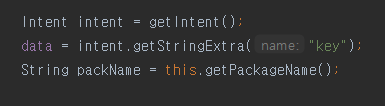 Intent intent = getIntent();
data = intent.getStringExtra( name: "key");
String packName = this.getPackageName();